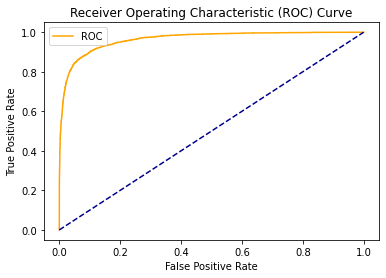 Receiver Operating Characteristic (ROC) Curve
ROC
True Positive Rate
1.0
0.8
0.6
0.4
0.2
0.0
0.0 0.2 0.4 0.6 0.8 1.0
False Positive Rate